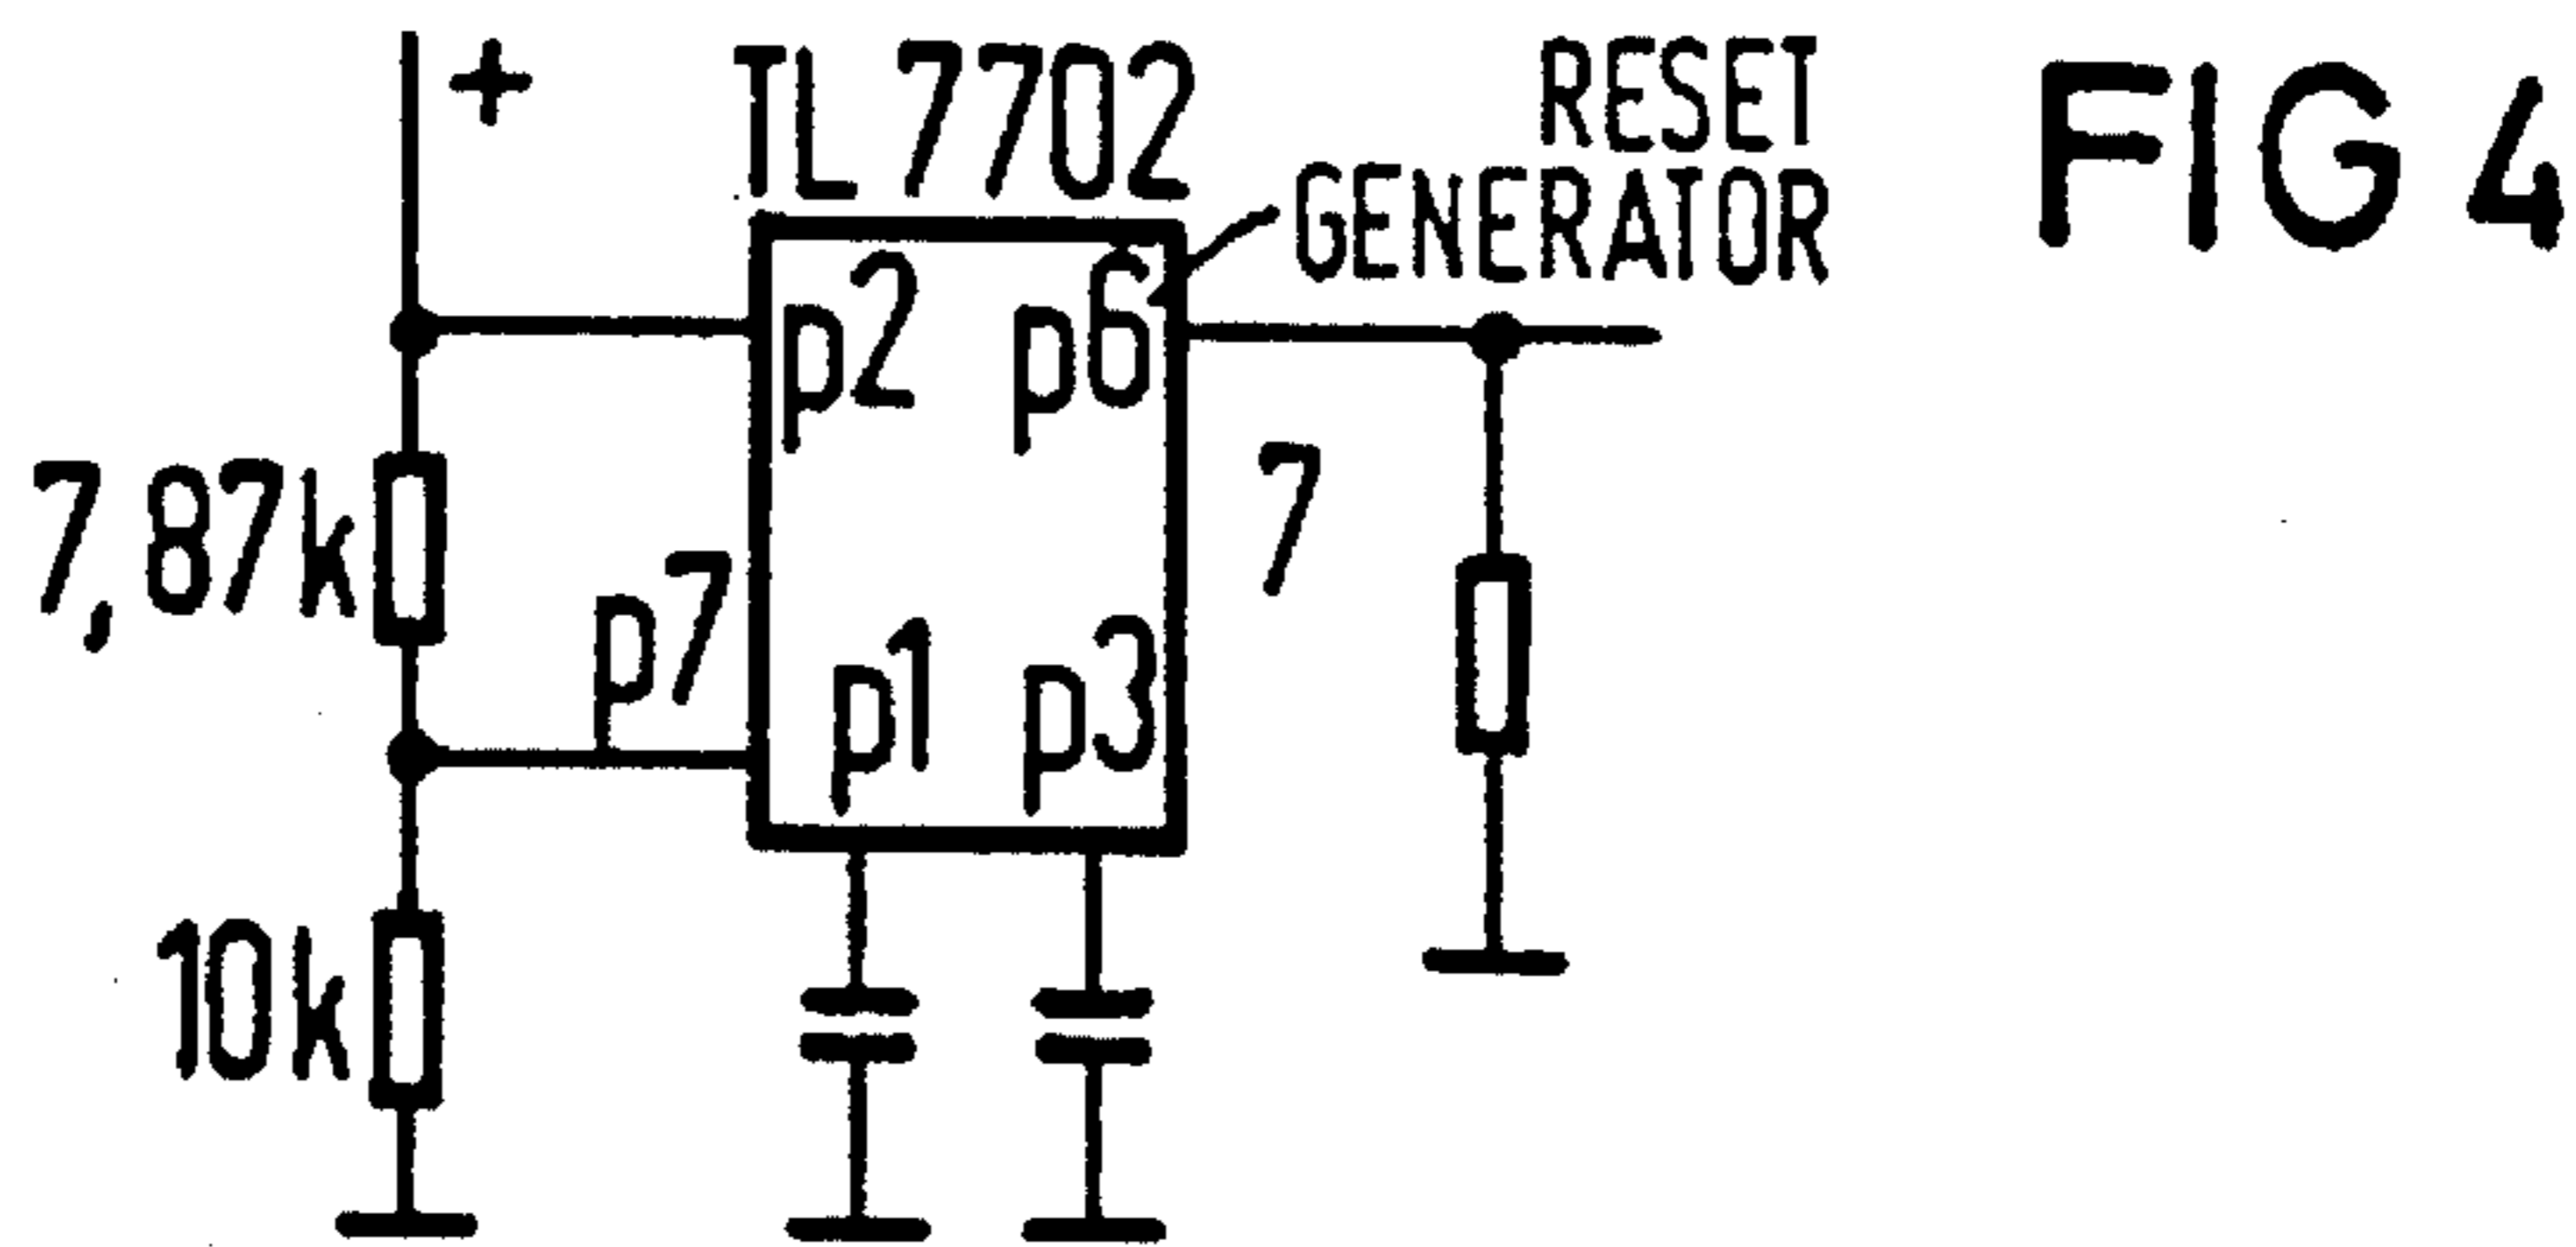 +
TL 7702
RESET
GENERATOR
FIG 4
p2
p6
7,87k
p7
7
p1
p3
10k